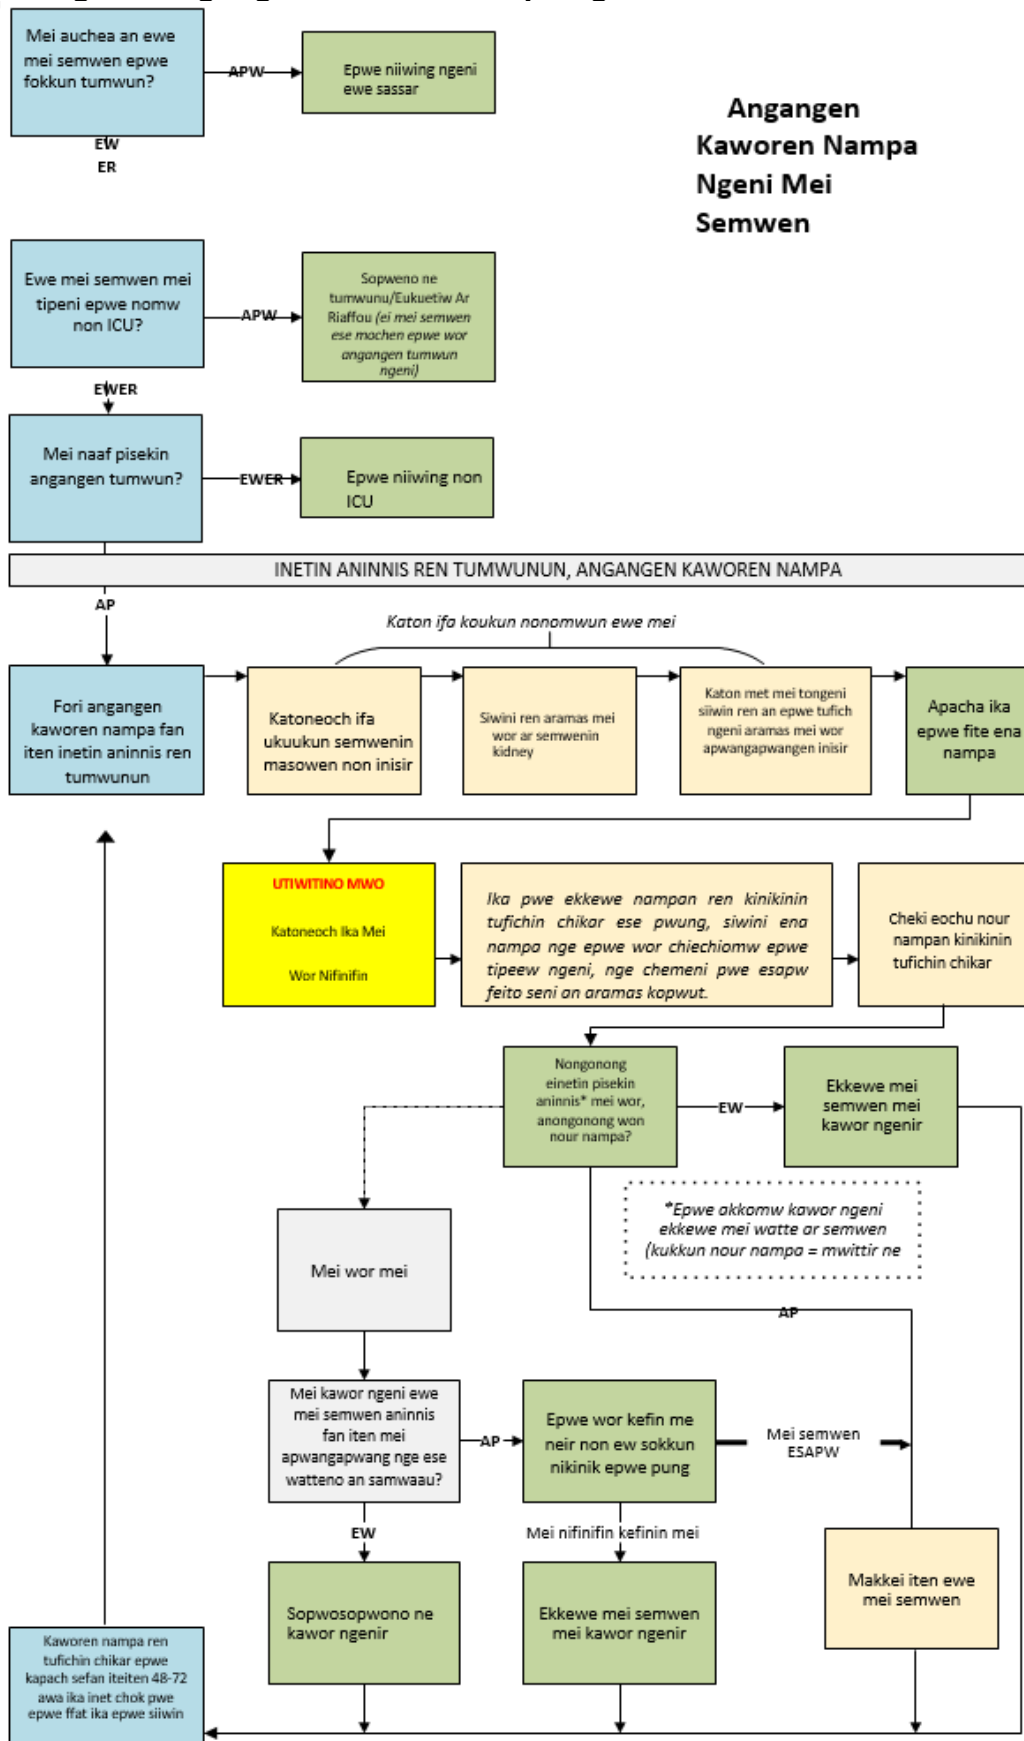 Mei auchea an ewe
mei semwen epwe
fokkun tumwun?
APW
Epwe niiwing ngeni
ewe sassar
Angangen
Kaworen Nampa
Ngeni Mei
Semwen
EW
ER
Ewe mei semwen mei
tipeni epwe nomw
non ICU?
APW
Sopweno ne
tumwunu/Eukuetiw Ar
Riaffou (ei mei semwen
ese mochen epwe wor
angangen tumwun
ngeni)
EWER
Mei naaf pisekin
angangen tumwun?
EWER
Epwe niiwing non
ICU
INETIN ANINNIS REN TUMWUNUN, ANGANGEN KAWOREN NAMPA
AP
Katon ifa koukun nonomwun ewe mei
Fori angangen
kaworen nampa fan
iten inetin aninnis ren
tumwunun
Katoneoch ifa
ukuukun semwenin
masowen non inisir
Siwini ren aramas mei
wor ar semwenin
kidney
Katon met mei tongeni
siiwin ren an epwe tufich
ngeni aramas mei wor
apwangapwangen inisir
Apacha ika
epwe fite ena
nampa
UTIWITINO MWO
Katoneoch Ika Mei
Wor Nifinifin
Ika pwe ekkewe nampan ren kinikinin
tufichin chikar ese pwung, siwini ena
nampa nge epwe wor chiechiomw epwe
tipeew ngeni, nge chemeni pwe esapw
feito seni an aramas kopwut.
Cheki eochu nour
nampan kinikinin
tufichin chikar
Nongonong
einetin pisekin
aninnis* mei wor,
anongonong won
nour nampa?
EW
Ekkewe mei
semwen mei
kawor ngenir
*Epwe akkomw kawor ngeni
ekkewe mei watte ar semwen
(kukkun nour nampa = mwittir ne
Mei wor mei
AP
Mei kawor ngeni ewe
mei semwen aninnis
fan iten mei
apwangapwang nge ese
watteno an samwaau?
AP
Epwe wor kefin me
neir non ew sokkun
nikinik epwe pung
Mei semwen
ESAPW
EW
Mei nifinifin kefinin mei
Sopwosopwono ne
kawor ngenir
Ekkewe mei semwen
mei kawor ngenir
Makkei iten ewe
mei semwen
Kaworen nampa ren
tufichin chikar epwe
kapach sefan iteiten 48-72
awa ika inet chok pwe
epwe ffat ika epwe siiwin